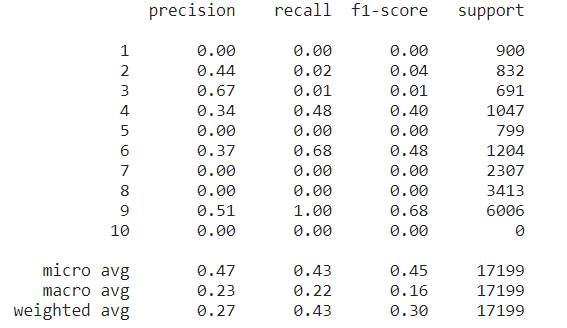 precision recall f1-score support
1 0.00 0.00 0.00 900
2 0.44 0.02 0.04 832
3 0.67 0.01 0.01 691
4 0.34 0.48 0.40 1047
5 0.00 0.00 0.00 799
6 0.37 0.68 0.48 1204
7 0.00 0.00 0.00 2307
8 0.00 0.00 0.00 3413
9 0.51 1.00 0.68 6006
10 0.00 0.00 0.00 0
micro avg 0.47 0.43 0.45 17199
macro avg 0.23 0.22 0.16 17199
weighted avg 0.27 0.43 0.30 17199